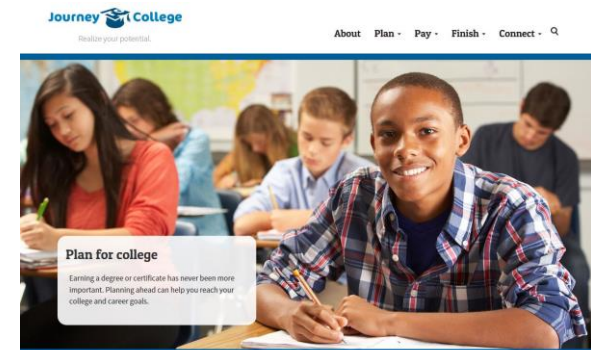 Journey College
Realize your potential.
About Plan Pay Finish Connect
Plan for college
Earning a degree or certificate has never been more
important. Planning ahead can help you reach your
college and career goals.